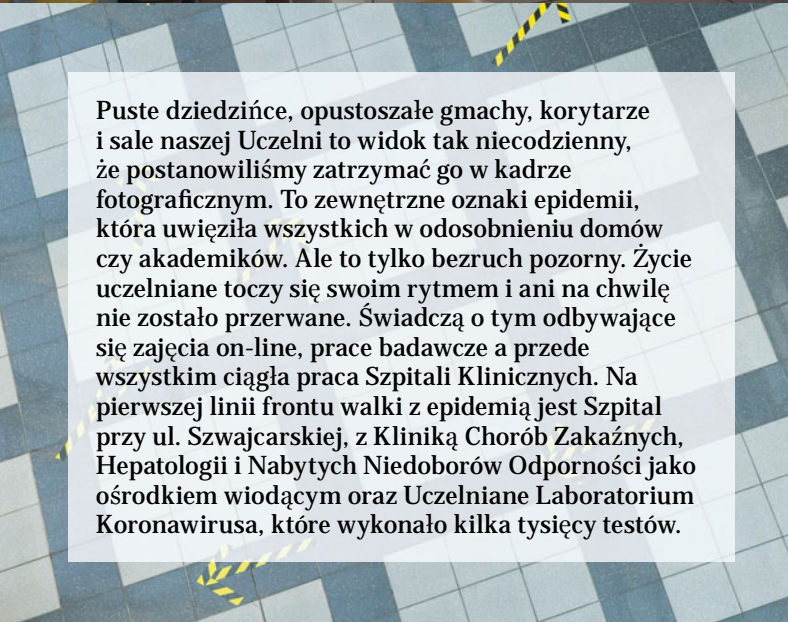 Puste dziedzińce, opustoszałe gmachy, korytarze
i sale naszej Uczelni to widok tak niecodzienny,
że postanowiliśmy zatrzymać go w kadrze
fotograficznym. To zewnętrzne oznaki epidemii,
która uwięziła wszystkich w odosobnieniu domów
czy akademików. Ale to tylko bezruch pozorny. Życie
uczelniane toczy się swoim rytmem i ani na chwilę
nie zostało przerwane. Świadczą o tym odbywające
się zajęcia on-line, prace badawcze a przede
wszystkim ciągła praca Szpitali Klinicznych. Na
pierwszej linii frontu walki z epidemią jest Szpital
przy ul. Szwajcarskiej, z Kliniką Chorób Zakaźnych,
Hepatologii i Nabytych Niedoborów Odporności jako
ośrodkiem wiodącym oraz Uczelniane Laboratorium
Koronawirusa, które wykonało kilka tysięcy testów.